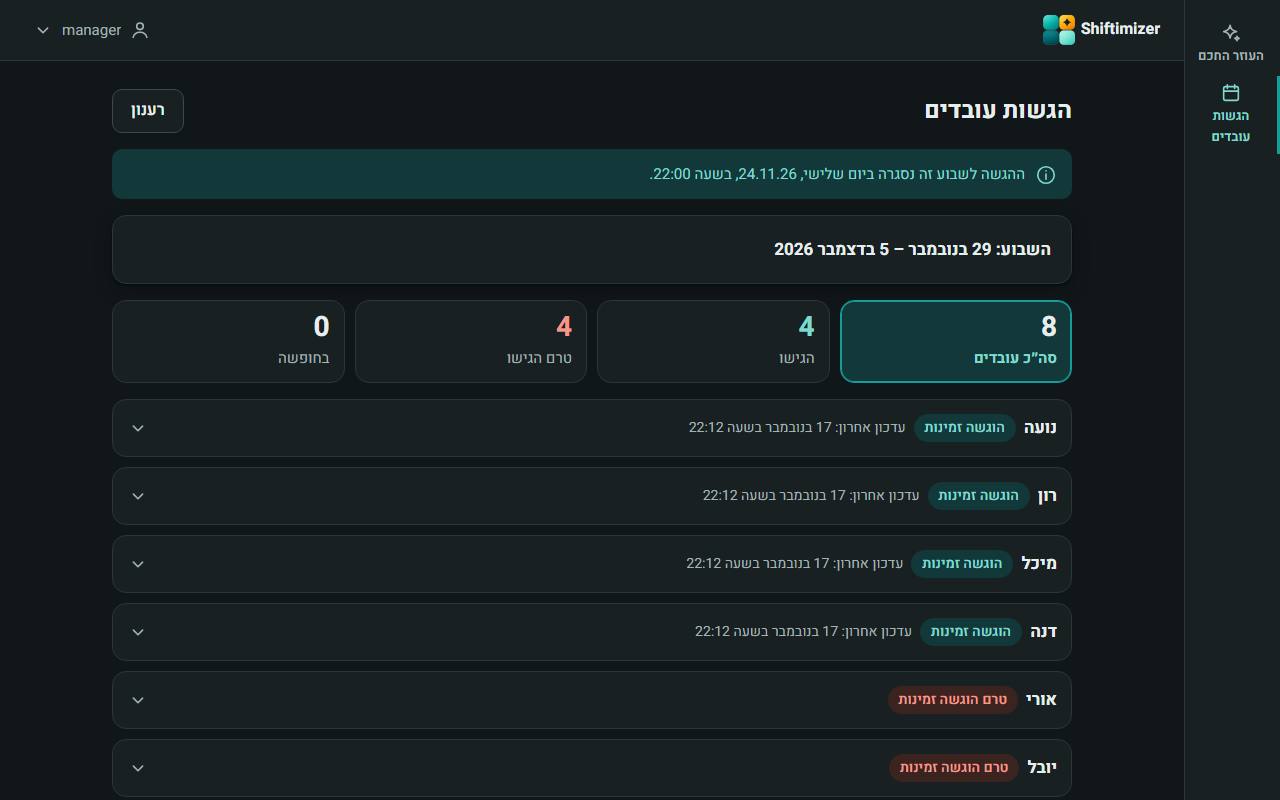 Shiftimizer
manager
העוזר החכם
הגשות
עובדים
הגשות עובדים
רענון
ההגשה לשבוע זה נסגרה ביום שלישי, 24.11.26, בשעה 22:00.
השבוע: 29 בנובמבר – 5 בדצמבר 2026
8
סה״כ עובדים
4
הגישו
4
טרם הגישו
0
בחופשה
נועה הוגשה זמינות עדכון אחרון: 17 בנובמבר בשעה 22:12
רון הוגשה זמינות עדכון אחרון: 17 בנובמבר בשעה 22:12
מיכל הוגשה זמינות עדכון אחרון: 17 בנובמבר בשעה 22:12
דנה הוגשה זמינות עדכון אחרון: 17 בנובמבר בשעה 22:12
אורי טרם הוגשה זמינות
יובל טרם הוגשה זמינות